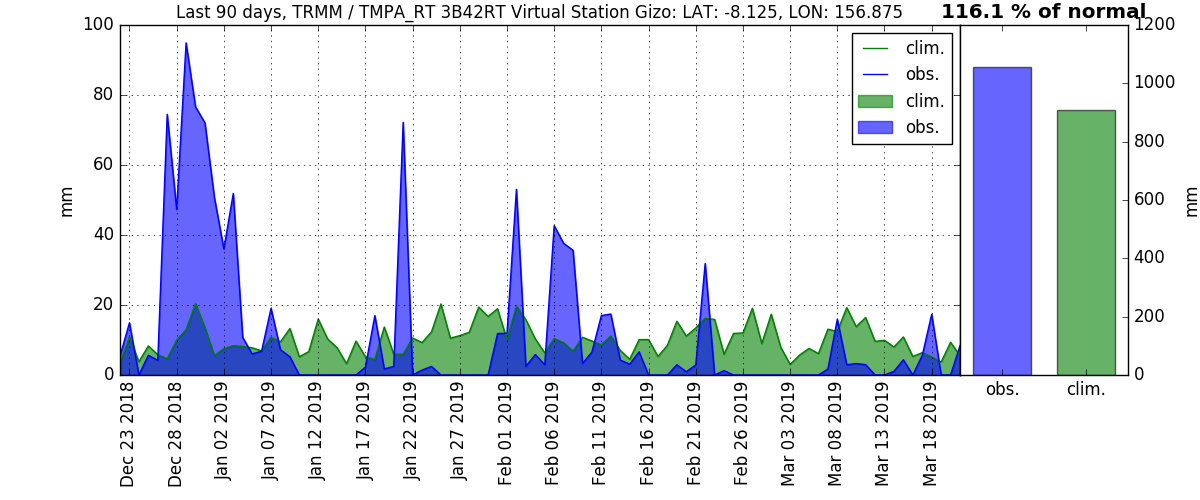 Last 90 days, TRMM / TMPA_RT 3B42RT Virtual Station Gizo: LAT: -8.125, LON: 156.875
116.1 % of normal
100
80
60
40
20
0
mm
clim.
obs.
clim.
obs.
1200
1000
800
600
400
200
0
mm
Dec 23 2018
Dec 28 2018
Jan 02 2019
Jan 07 2019
Jan 12 2019
Jan 17 2019
Jan 22 2019
Jan 27 2019
Feb 01 2019
Feb 06 2019
Feb 11 2019
Feb 16 2019
Feb 21 2019
Feb 26 2019
Mar 03 2019
Mar 08 2019
Mar 13 2019
Mar 18 2019
obs.
clim.